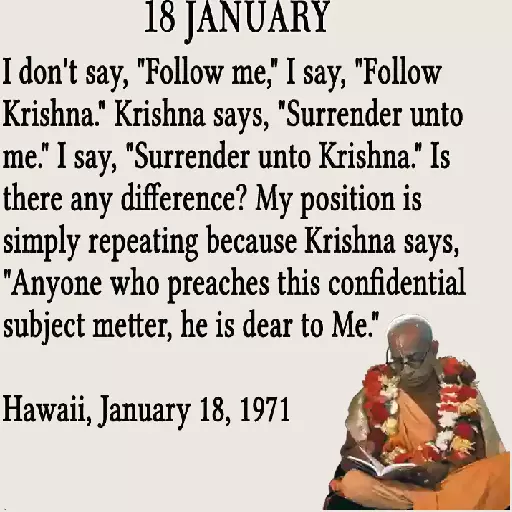 18 JANUARY
I don't say, "Follow me," I say, "Follow
Krishna." Krishna says, "Surrender unto
me." I say, "Surrender unto Krishna." Is
there any difference? My position is
simply repeating because Krishna says,
"Anyone who preaches this confidential
subject metter, he is dear to Me."
Hawaii, January 18, 1971